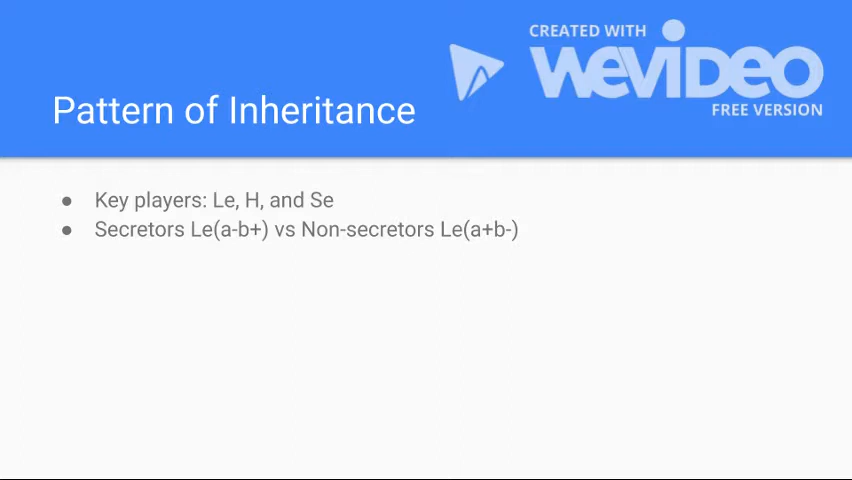 CREATED WITH
WEVIDEO
FREE VERSION
Pattern of Inheritance
● Key players: Le, H, and Se
● Secretors Le(a-b+) vs Non-secretors Le(a+b-)